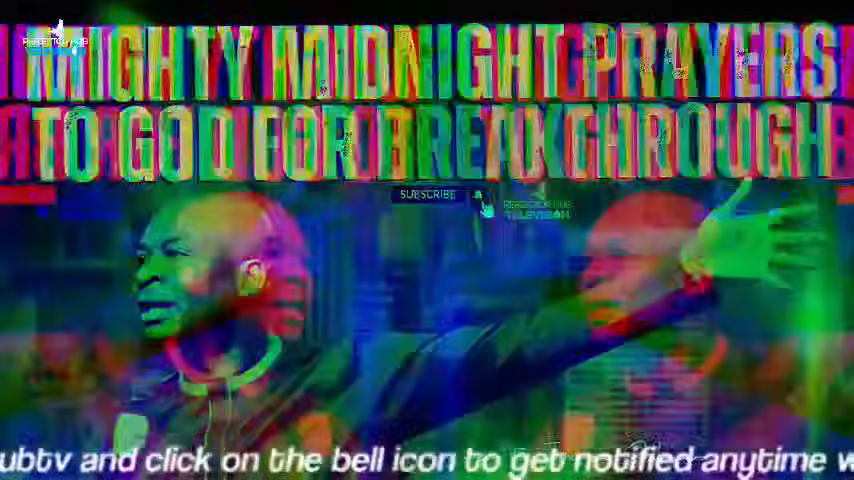 MIGHTY MIDNIGHT PRAYERS
TO GOD FOR BREAKTHROUGH
SUBSCRIBE
TELEVISION
ubtv and click on the bell icon to get notified anytime w